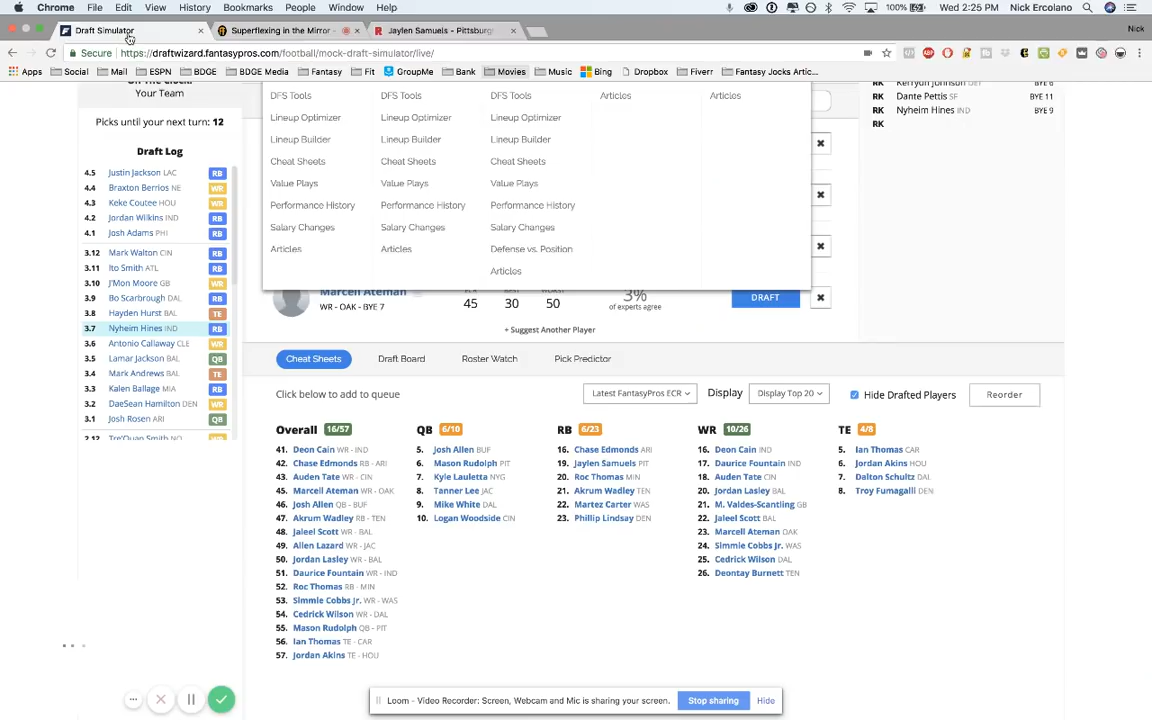 Chrome File Edit View History Bookmarks People Window Help 100% Wed 2:25 PM Nick Ercolano
Draft Simulator Superflexing in the Mirror - Jaylen Samuels - Pittsburgh Nick
Secure https://draftwizard.fantasypros.com/football/mock-draft-simulator/live/
Apps Social Mail ESPN BDGE BDGE Media Fantasy Fit GroupMe Bank Movies Music Bing Dropbox Fiverr Fantasy Jocks Artic...
On The Clock:
Your Team
Picks until your next turn: 12
Draft Log
4.5 Justin Jackson LAC RB
4.4 Braxton Berrios NE WR
4.3 Keke Coutee HOU WR
4.2 Jordan Wilkins IND RB
4.1 Josh Adams PHI RB
3.12 Mark Walton CIN RB
3.11 Ito Smith ATL RB
3.10 J'Mon Moore GB WR
3.9 Bo Scarbrough DAL RB
3.8 Hayden Hurst BAL TE
3.7 Nyheim Hines IND RB
3.6 Antonio Callaway CLE WR
3.5 Lamar Jackson BAL QB
3.4 Mark Andrews BAL TE
3.3 Kalen Ballage MIA RB
3.2 DaeSean Hamilton DEN WR
3.1 Josh Rosen ARI QB
2.12 Tre'Quan Smith NO WR
DFS Tools DFS Tools DFS Tools Articles Articles
Lineup Optimizer Lineup Optimizer Lineup Optimizer
Lineup Builder Lineup Builder Lineup Builder
Cheat Sheets Cheat Sheets Cheat Sheets
Value Plays Value Plays Value Plays
Performance History Performance History Performance History
Salary Changes Salary Changes Salary Changes
Articles Articles Defense vs. Position
Articles
RK Kerryon Johnson DET BYE 6
RK Dante Pettis SF BYE 11
RK Nyheim Hines IND BYE 9
RK
Marcell Ateman
WR - OAK - BYE 7
45 30 50
3%
of experts agree
DRAFT
+ Suggest Another Player
Cheat Sheets Draft Board Roster Watch Pick Predictor
Click below to add to queue Latest FantasyPros ECR Display Display Top 20 Hide Drafted Players Reorder
Overall 16/57
41. Deon Cain WR - IND
42. Chase Edmonds RB - ARI
43. Auden Tate WR - CIN
45. Marcell Ateman WR - OAK
46. Josh Allen QB - BUF
47. Akrum Wadley RB - TEN
48. Jaleel Scott WR - BAL
49. Allen Lazard WR - JAC
50. Jordan Lasley WR - BAL
51. Daurice Fountain WR - IND
52. Roc Thomas RB - MIN
53. Simmie Cobbs Jr. WR - WAS
54. Cedrick Wilson WR - DAL
55. Mason Rudolph QB - PIT
56. Ian Thomas TE - CAR
57. Jordan Akins TE - HOU
QB 6/10
5. Josh Allen BUF
6. Mason Rudolph PIT
7. Kyle Lauletta NYG
8. Tanner Lee JAC
9. Mike White DAL
10. Logan Woodside CIN
RB 6/23
16. Chase Edmonds ARI
19. Jaylen Samuels PIT
20. Roc Thomas MIN
21. Akrum Wadley TEN
22. Martez Carter WAS
23. Phillip Lindsay DEN
WR 10/26
16. Deon Cain IND
17. Daurice Fountain IND
18. Auden Tate CIN
20. Jordan Lasley BAL
21. M. Valdes-Scantling GB
22. Jaleel Scott BAL
23. Marcell Ateman OAK
24. Simmie Cobbs Jr. WAS
25. Cedrick Wilson DAL
26. Deontay Burnett TEN
TE 4/8
5. Ian Thomas CAR
6. Jordan Akins HOU
7. Dalton Schultz DAL
8. Troy Fumagalli DEN
Loom – Video Recorder: Screen, Webcam and Mic is sharing your screen. Stop sharing Hide